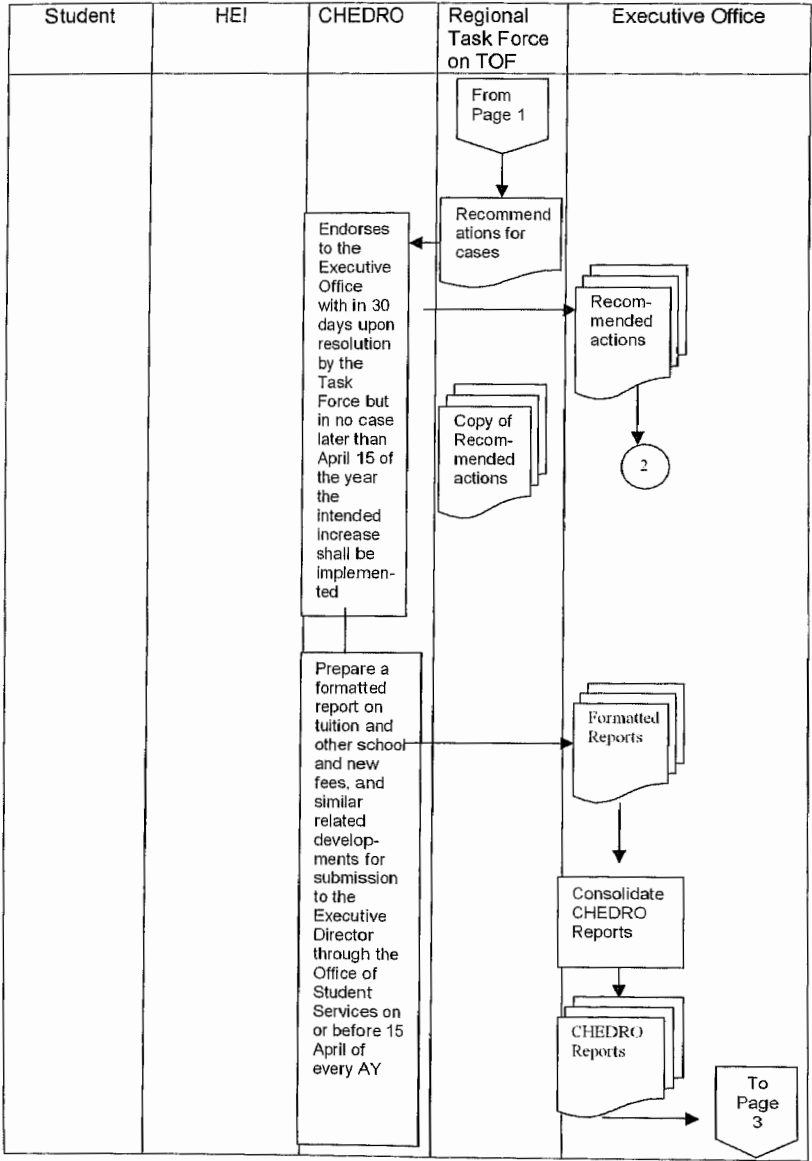 Student
HEI
CHEDRO
Regional
Task Force
on TOF
Executive Office
From
Page 1
Recommend
ations for
cases
Endorses
to the
Executive
Office
with in 30
days upon
resolution
by the
Task
Force but
in no case
later than
April 15 of
the year
the
intended
increase
shall be
implemen-
ted
Recom-
mended
actions
Copy of
Recom-
mended
actions
2
Prepare a
formatted
report on
tuition and
other school
and new
fees, and
similar
related
develop-
ments for
submission
to the
Executive
Director
through the
Office of
Student
Services on
or before 15
April of
every AY
Formatted
Reports
Consolidate
CHEDRO
Reports
CHEDRO
Reports
To
Page
3